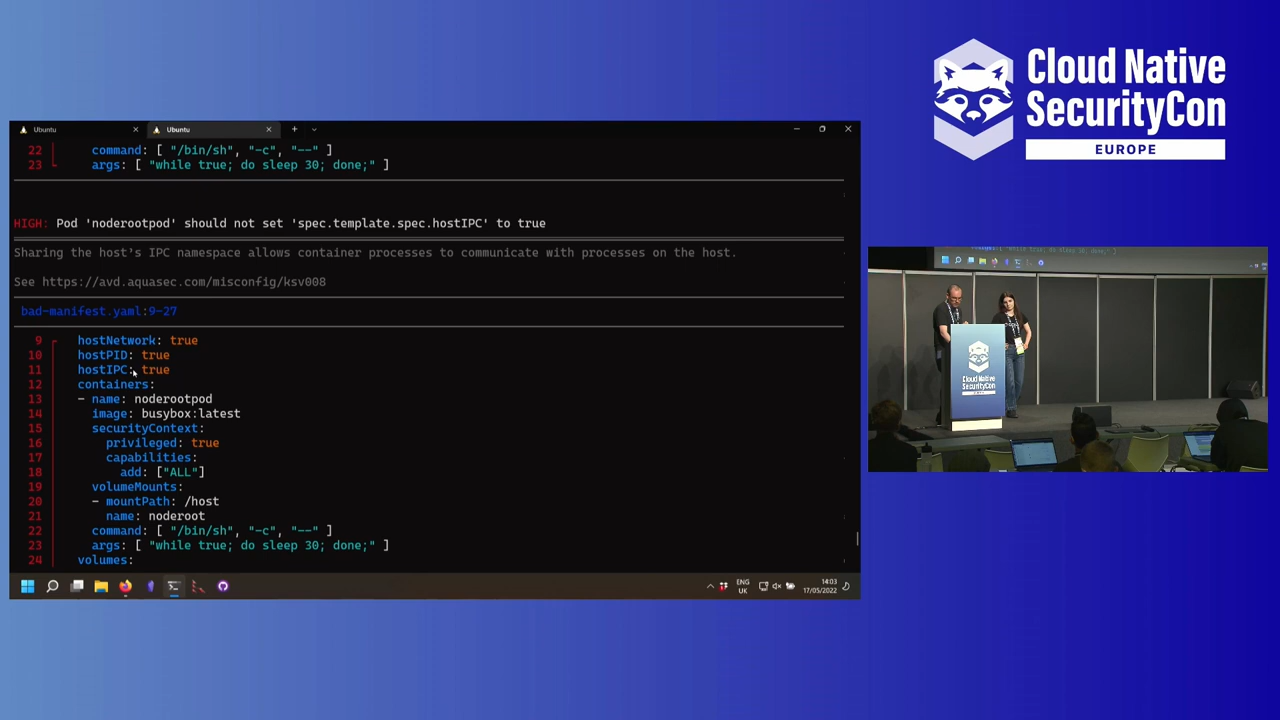 Ubuntu
Ubuntu
22 command: [ "/bin/sh", "-c", "--" ]
23 args: [ "while true; do sleep 30; done;" ]
HIGH: Pod 'noderootpod' should not set 'spec.template.spec.hostIPC' to true
Sharing the host's IPC namespace allows container processes to communicate with processes on the host.
See https://avd.aquasec.com/misconfig/ksv008
bad-manifest.yaml:9-27
9 hostNetwork: true
10 hostPID: true
11 hostIPC: true
12 containers:
13 - name: noderootpod
14 image: busybox:latest
15 securityContext:
16 privileged: true
17 capabilities:
18 add: ["ALL"]
19 volumeMounts:
20 - mountPath: /host
21 name: noderoot
22 command: [ "/bin/sh", "-c", "--" ]
23 args: [ "while true; do sleep 30; done;" ]
24 volumes:
ENG
UK
14:03
17/05/2022
Cloud Native
SecurityCon
EUROPE
Cloud Native
SecurityCon